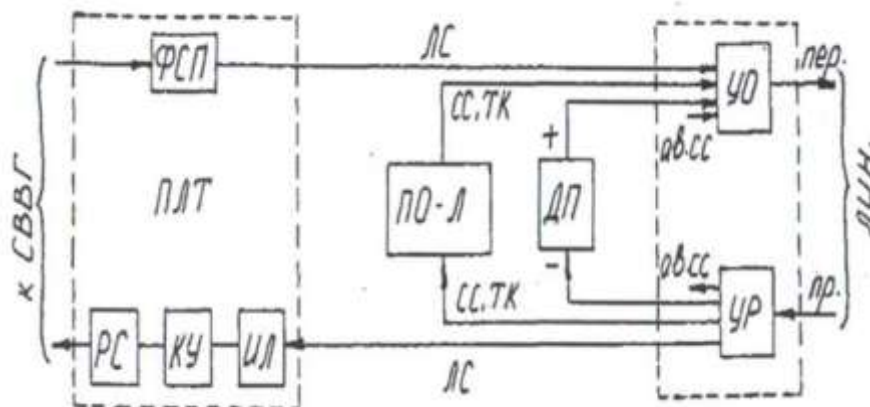 ФСП
ЛС
УО
пер.
СС, ТК
+
ав.СС
к СВВГ
ПЛТ
ПО-Л
ДП
ЛИН.
-
ав.СС
СС, ТК
пр.
РС
КУ
ИЛ
УР
ЛС